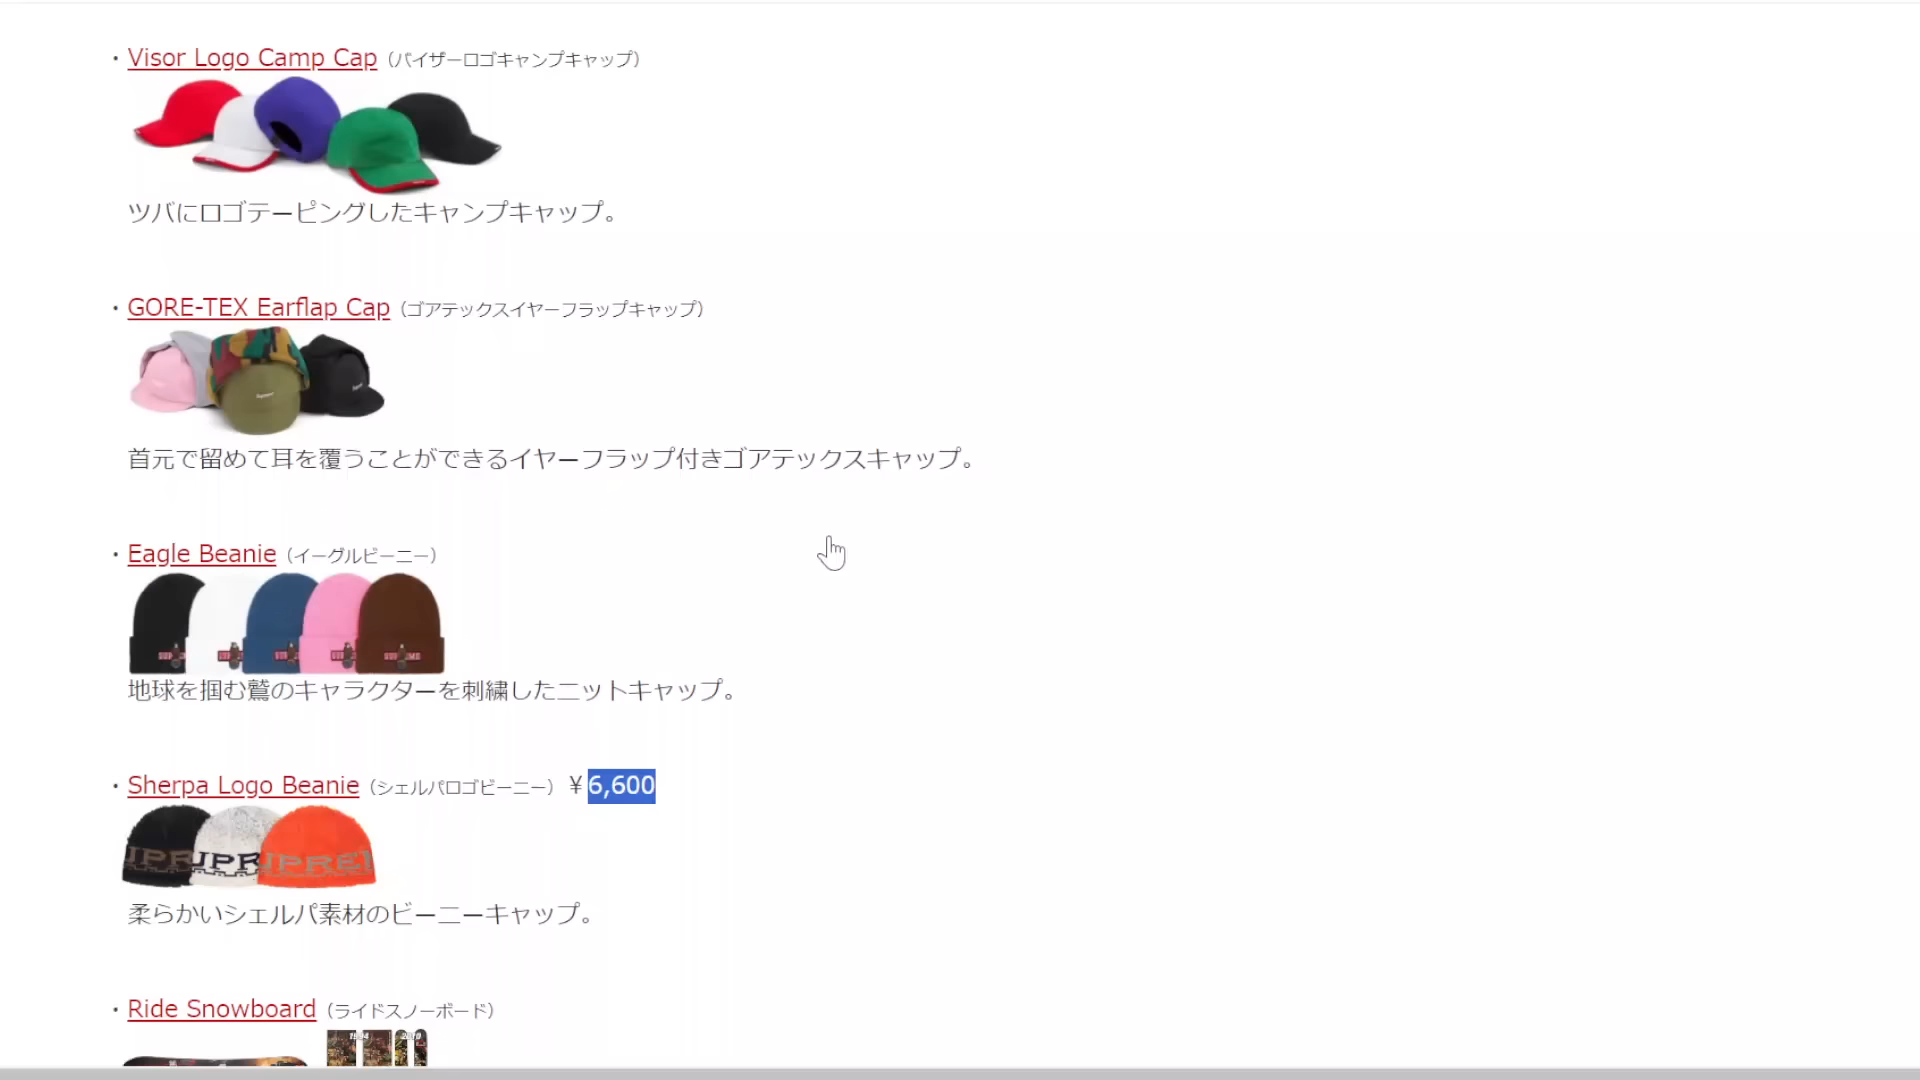 ・Visor Logo Camp Cap（バイザーロゴキャンプキャップ）
ツバにロゴテーピングしたキャンプキャップ。
・GORE-TEX Earflap Cap（ゴアテックスイヤーフラップキャップ）
首元で留めて耳を覆うことができるイヤーフラップ付きゴアテックスキャップ。
・Eagle Beanie（イーグルビーニー）
地球を掴む鷲のキャラクターを刺繍したニットキャップ。
・Sherpa Logo Beanie（シェルパロゴビーニー）￥6,600
柔らかいシェルパ素材のビーニーキャップ。
・Ride Snowboard（ライドスノーボード）